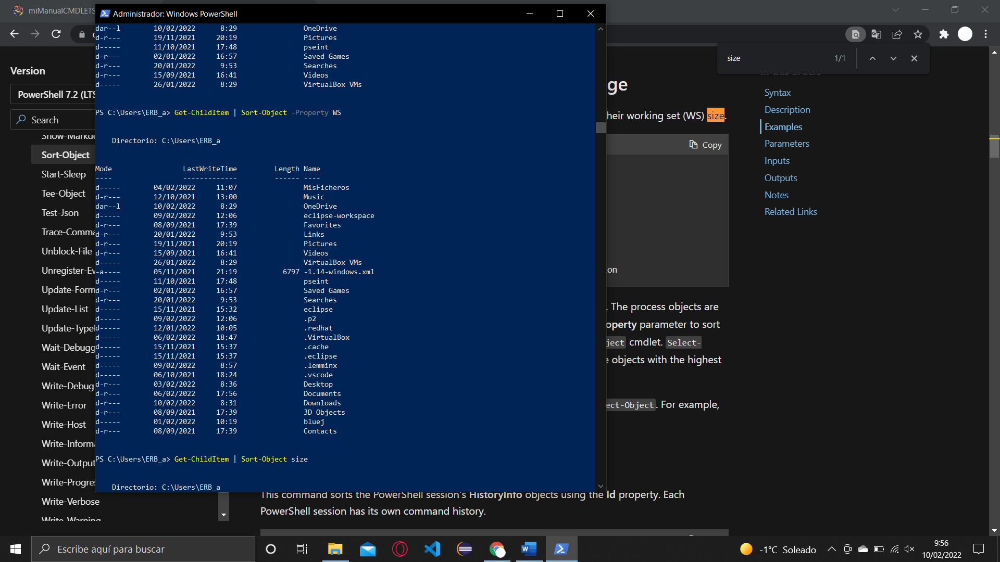 miManualCMDLETS
Administrador: Windows PowerShell
size
1/1
Version
PowerShell 7.2 (LTS
Search
Sort-Object
Start-Sleep
Tee-Object
Test-Json
Trace-Comma
Unblock-File
Unregister-Ev
Update-Form
Update-List
Update-Type
Wait-Debugg
Wait-Event
Write-Debug
Write-Error
Write-Host
Write-Informa
Write-Output
Write-Progres
Write-Verbose
Write-Warning
dar--l 10/02/2022 8:29 OneDrive
d-r--- 19/11/2021 20:19 Pictures
d----- 11/10/2021 17:48 pseint
d-r--- 02/01/2022 16:57 Saved Games
d-r--- 20/01/2022 9:53 Searches
d-r--- 15/09/2021 16:41 Videos
d----- 26/01/2022 8:29 VirtualBox VMs
PS C:\Users\ERB_a> Get-ChildItem | Sort-Object -Property WS
Directorio: C:\Users\ERB_a
Mode LastWriteTime Length Name
---- ------------- ------ ----
d----- 04/02/2022 11:07 MisFicheros
d-r--- 12/10/2021 13:00 Music
dar--l 10/02/2022 8:29 OneDrive
d----- 09/02/2022 12:06 eclipse-workspace
d-r--- 08/09/2021 17:39 Favorites
d-r--- 20/01/2022 9:53 Links
d-r--- 19/11/2021 20:19 Pictures
d-r--- 15/09/2021 16:41 Videos
d----- 26/01/2022 8:29 VirtualBox VMs
-a---- 05/11/2021 21:19 6797 -1.14-windows.xml
d----- 11/10/2021 17:48 pseint
d-r--- 02/01/2022 16:57 Saved Games
d-r--- 20/01/2022 9:53 Searches
d----- 15/11/2021 15:32 eclipse
d----- 09/02/2022 12:06 .p2
d----- 12/01/2022 10:05 .redhat
d----- 06/02/2022 18:47 .VirtualBox
d----- 15/11/2021 15:37 .cache
d----- 15/11/2021 15:37 .eclipse
d----- 09/02/2022 8:57 .lemminx
d----- 06/10/2021 18:24 .vscode
d-r--- 03/02/2022 8:36 Desktop
d-r--- 06/02/2022 17:56 Documents
d-r--- 10/02/2022 8:31 Downloads
d-r--- 08/09/2021 17:39 3D Objects
d----- 01/02/2022 10:19 bluej
d-r--- 08/09/2021 17:39 Contacts
PS C:\Users\ERB_a> Get-ChildItem | Sort-Object size
Directorio: C:\Users\ERB_a
ge
heir working set (WS) size.
Copy
on
. The process objects are
operty parameter to sort
ject cmdlet. Select-
e objects with the highest
ect-Object. For example,
This command sorts the PowerShell session's HistoryInfo objects using the Id property. Each
PowerShell session has its own command history.
Syntax
Description
Examples
Parameters
Inputs
Outputs
Notes
Related Links
Escribe aquí para buscar
-1°C Soleado
9:56
10/02/2022